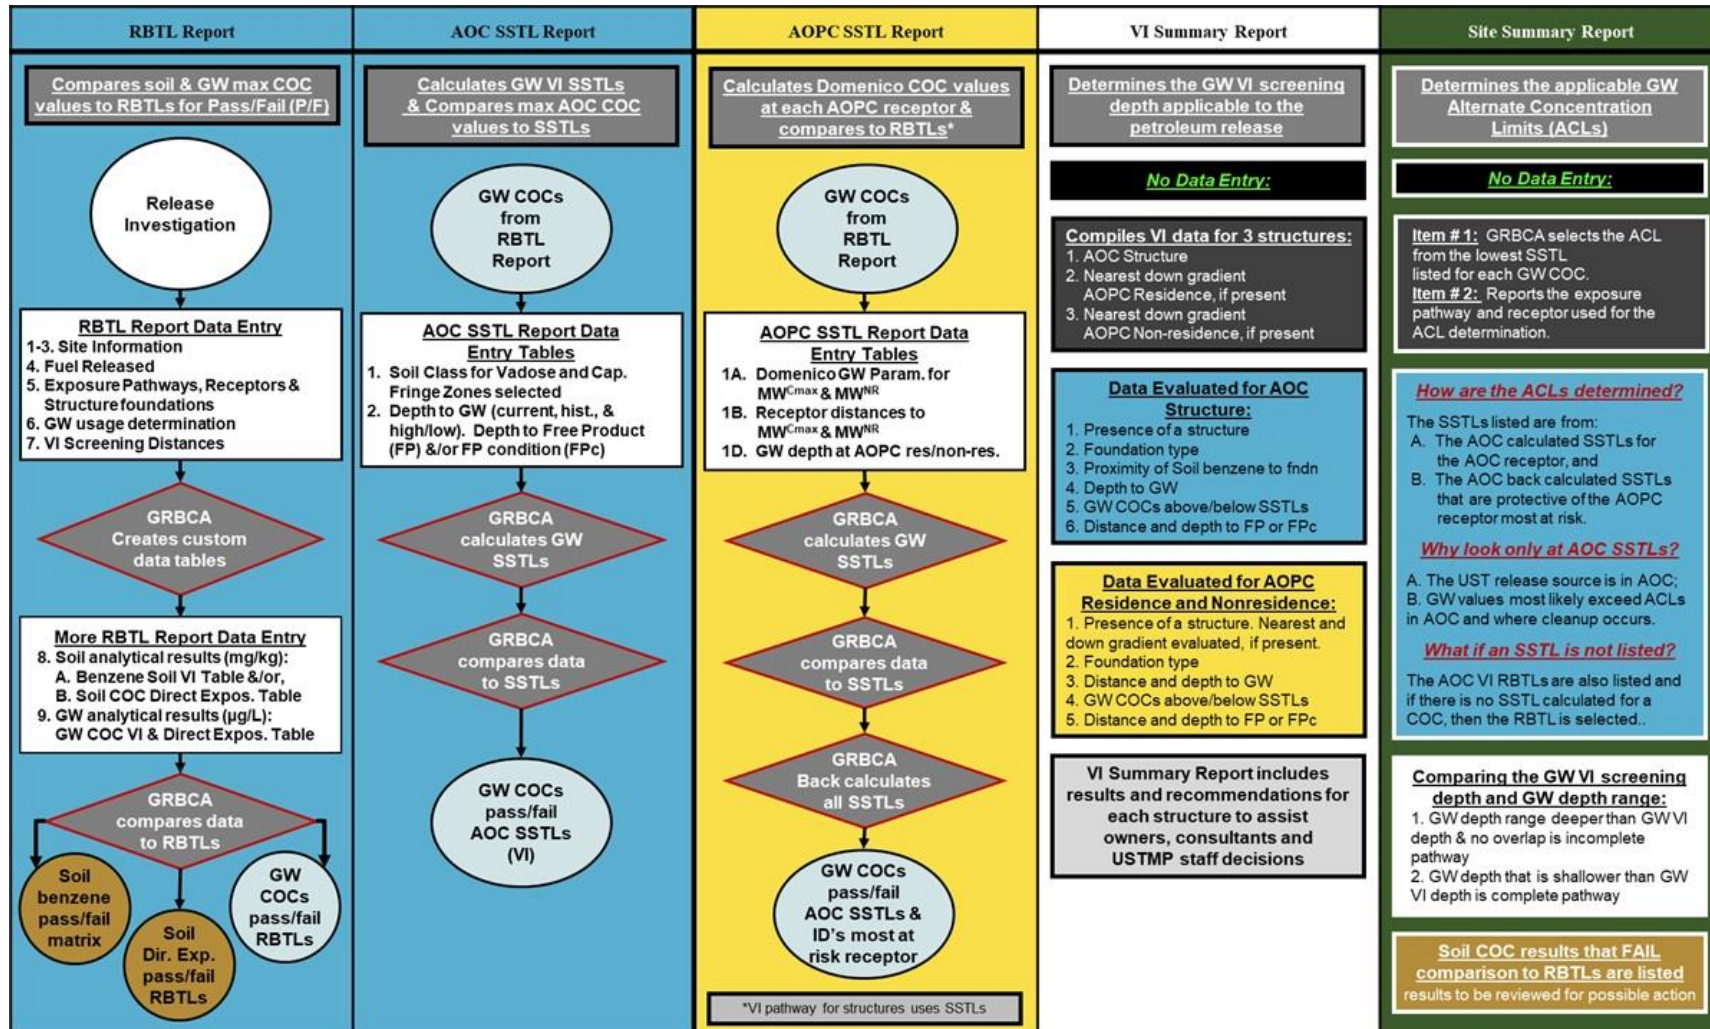 RBTL Report
Compares soil & GW max COC
values to RBTLs for Pass/Fail (P/F)
Release
Investigation
RBTL Report Data Entry
1-3. Site Information
4. Fuel Released
5. Exposure Pathways, Receptors &
Structure foundations
6. GW usage determination
7. VI Screening Distances
GRBCA
Creates custom
data tables
More RBTL Report Data Entry
8. Soil analytical results (mg/kg):
A. Benzene Soil VI Table &/or,
B. Soil COC Direct Expos. Table
9. GW analytical results (µg/L):
GW COC VI & Direct Expos. Table
GRBCA
compares data
to RBTLs
Soil
benzene
pass/fail
matrix
Soil
Dir. Exp.
pass/fail
RBTLs
GW
COCs
pass/fail
RBTLs
AOC SSTL Report
Calculates GW VI SSTLs
& Compares max AOC COC
values to SSTLs
GW COCs
from
RBTL
Report
AOC SSTL Report Data
Entry Tables
1. Soil Class for Vadose and Cap.
Fringe Zones selected
2. Depth to GW (current, hist., &
high/low). Depth to Free Product
(FP) &/or FP condition (FPc)
GRBCA
calculates GW
SSTLs
GRBCA
compares data
to SSTLs
GW COCs
pass/fail
AOC SSTLs
(VI)
AOPC SSTL Report
Calculates Domenico COC values
at each AOPC receptor &
compares to RBTLs*
GW COCs
from
RBTL
Report
AOPC SSTL Report Data
Entry Tables
1A. Domenico GW Param. for
MW^Cmax & MW^NR
1B. Receptor distances to
MW^Cmax & MW^NR
1D. GW depth at AOPC res/non-res.
GRBCA
calculates GW
SSTLs
GRBCA
compares data
to SSTLs
GRBCA
Back calculates
all SSTLs
GW COCs
pass/fail
AOC SSTLs &
ID's most at
risk receptor
*VI pathway for structures uses SSTLs
VI Summary Report
Determines the GW VI screening
depth applicable to the
petroleum release
No Data Entry:
Compiles VI data for 3 structures:
1. AOC Structure
2. Nearest down gradient
AOPC Residence, if present
3. Nearest down gradient
AOPC Non-residence, if present
Data Evaluated for AOC
Structure:
1. Presence of a structure
2. Foundation type
3. Proximity of Soil benzene to fndn
4. Depth to GW
5. GW COCs above/below SSTLs
6. Distance and depth to FP or FPc
Data Evaluated for AOPC
Residence and Nonresidence:
1. Presence of a structure. Nearest and
down gradient evaluated, if present.
2. Foundation type
3. Distance and depth to GW
4. GW COCs above/below SSTLs
5. Distance and depth to FP or FPc
VI Summary Report includes
results and recommendations for
each structure to assist
owners, consultants and
USTMP staff decisions
Site Summary Report
Determines the applicable GW
Alternate Concentration
Limits (ACLs)
No Data Entry:
Item # 1: GRBCA selects the ACL
from the lowest SSTL
listed for each GW COC.
Item # 2: Reports the exposure
pathway and receptor used for the
ACL determination.
How are the ACLs determined?
The SSTLs listed are from:
A. The AOC calculated SSTLs for
the AOC receptor, and
B. The AOC back calculated SSTLs
that are protective of the AOPC
receptor most at risk.
Why look only at AOC SSTLs?
A. The UST release source is in AOC;
B. GW values most likely exceed ACLs
in AOC and where cleanup occurs.
What if an SSTL is not listed?
The AOC VI RBTLs are also listed and
if there is no SSTL calculated for a
COC, then the RBTL is selected..
Comparing the GW VI screening
depth and GW depth range:
1. GW depth range deeper than GW VI
depth & no overlap is incomplete
pathway
2. GW depth that is shallower than GW
VI depth is complete pathway
Soil COC results that FAIL
comparison to RBTLs are listed
results to be reviewed for possible action